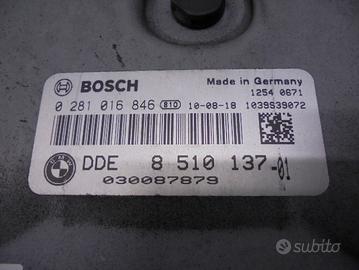 BOSCH
Made in Germany
1254 0671
0 281 016 846 810 10-08-18 1039S39072
DDE 8 510 137-01
030087879
subito